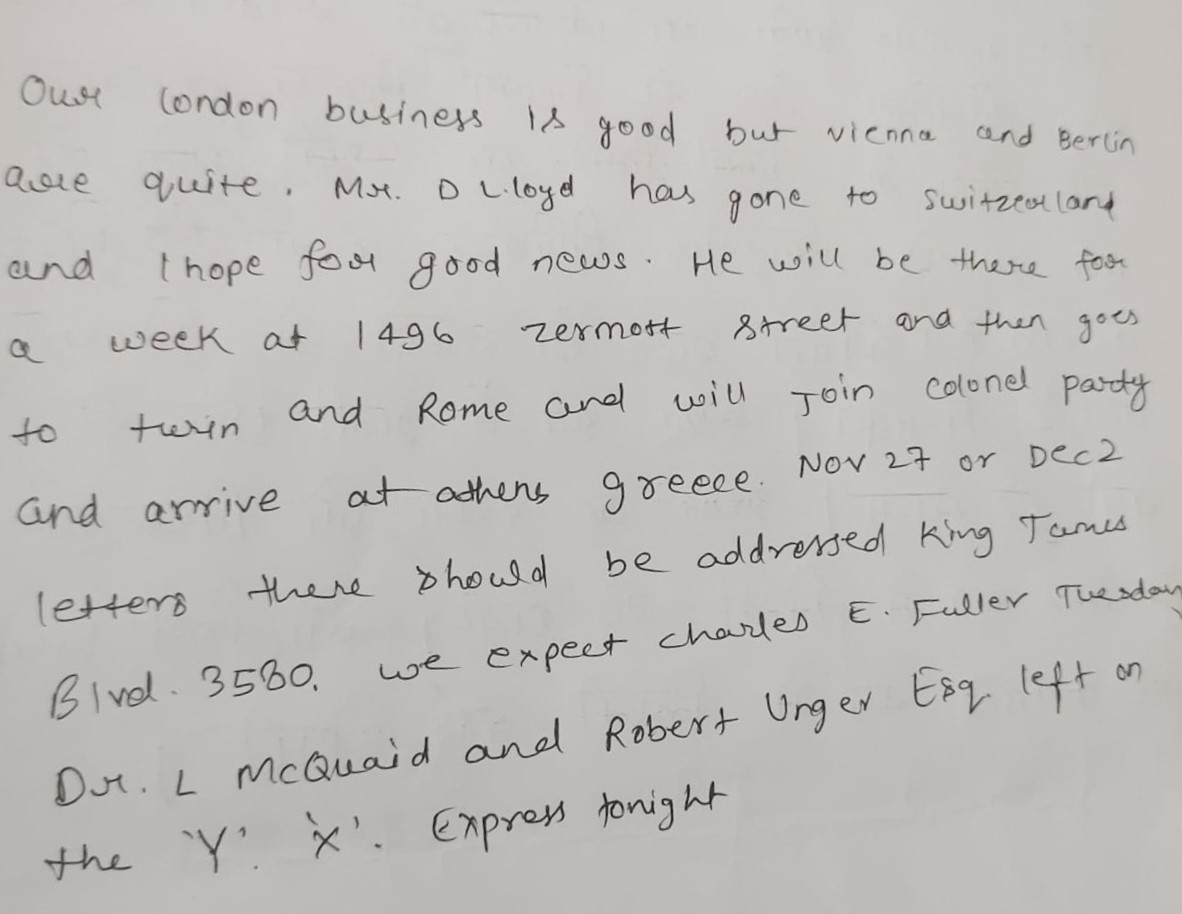 Our london business is good but vienna and Berlin
are quite. Mr. D L.loyd has gone to switzerland
and I hope for good news. He will be there for
a week at 1496 zermott street and then goes
to turin and Rome and will Join colonel party
and arrive at athens greece. Nov 27 or Dec 2
letters there should be addressed King James
Blvd. 3580. we expect charles E. Fuller Tuesday
Dr. L McQuaid and Robert Unger Esq. left on
the 'Y'. 'X'. Express tonight